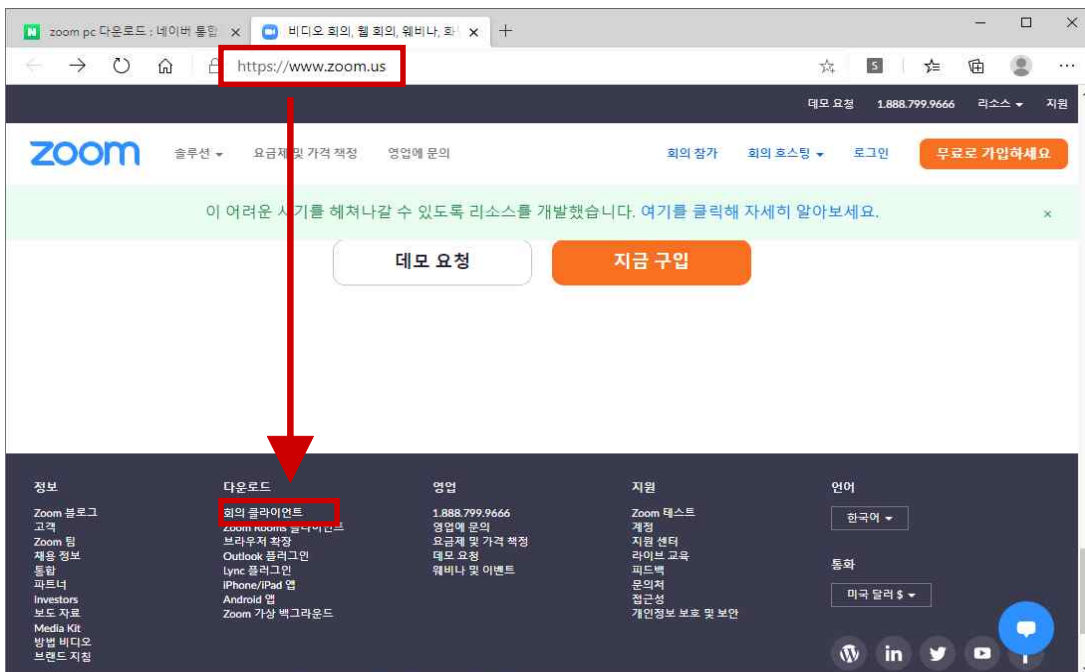 zoom pc 다운로드 : 네이버 통합
비디오 회의, 웹 회의, 웨비나, 화
https://www.zoom.us
데모 요청 1.888.799.9666 리소스 지원
zoom 솔루션 요금제 및 가격 책정 영업에 문의 회의 참가 회의 호스팅 로그인 무료로 가입하세요
이 어려운 시기를 헤쳐나갈 수 있도록 리소스를 개발했습니다. 여기를 클릭해 자세히 알아보세요.
데모 요청 지금 구입
정보
Zoom 블로그
고객
Zoom 팀
채용 정보
통합
파트너
Investors
보도 자료
Media Kit
방법 비디오
브랜드 지침
다운로드
회의 클라이언트
Zoom Rooms 클라이언트
브라우저 확장
Outlook 플러그인
Lync 플러그인
iPhone/iPad 앱
Android 앱
Zoom 가상 백그라운드
영업
1.888.799.9666
영업에 문의
요금제 및 가격 책정
데모 요청
웨비나 및 이벤트
지원
Zoom 테스트
계정
지원 센터
라이브 교육
피드백
문의처
접근성
개인정보 보호 및 보안
언어
한국어
통화
미국 달러 $